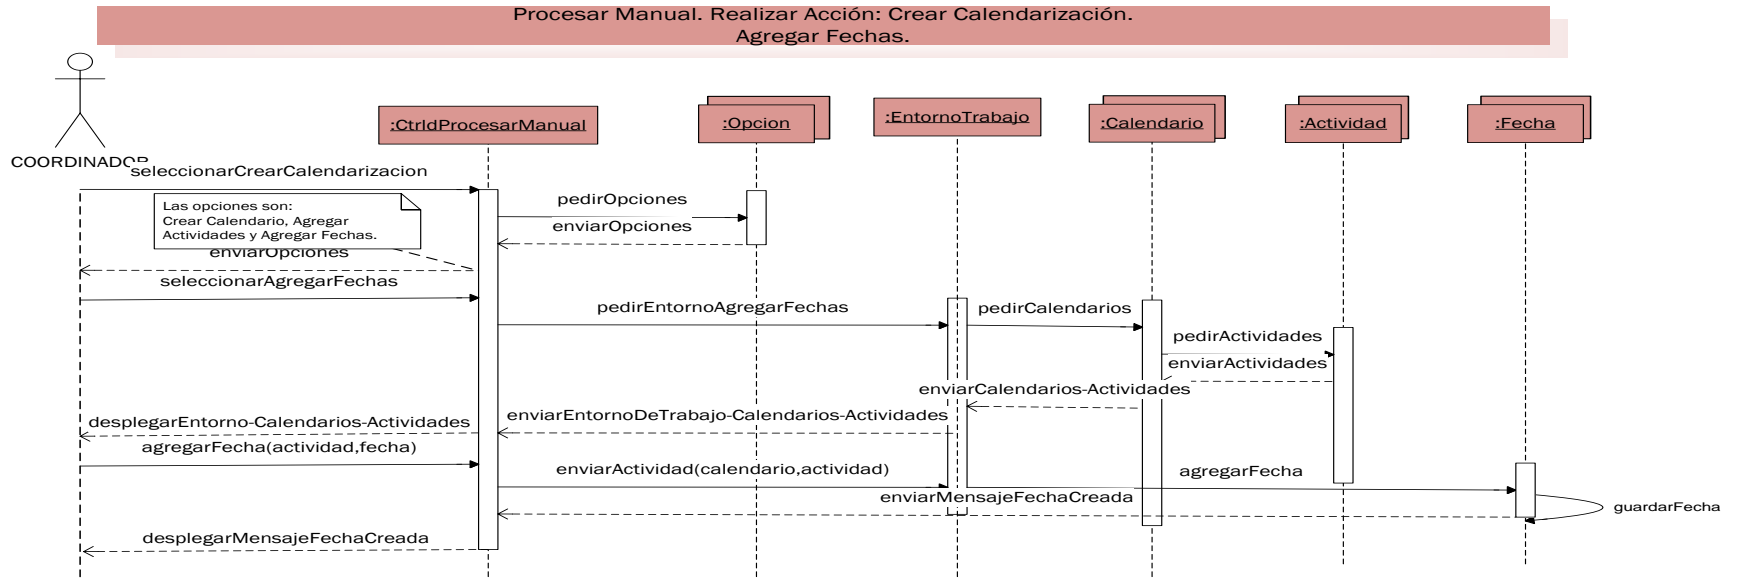 Procesar Manual. Realizar Acción: Crear Calendarización.
Agregar Fechas.
:CtrIdProcesarManual
:Opcion
:EntornoTrabajo
:Calendario
:Actividad
:Fecha
COORDINADOR
seleccionarCrearCalendarizacion
Las opciones son:
Crear Calendario, Agregar
Actividades y Agregar Fechas.
pedirOpciones
enviarOpciones
enviarOpciones
seleccionarAgregarFechas
pedirEntornoAgregarFechas
pedirCalendarios
pedirActividades
enviarActividades
enviarCalendarios-Actividades
enviarEntornoDeTrabajo-Calendarios-Actividades
desplegarEntorno-Calendarios-Actividades
agregarFecha(actividad,fecha)
enviarActividad(calendario,actividad)
agregarFecha
enviarMensajeFechaCreada
guardarFecha
desplegarMensajeFechaCreada